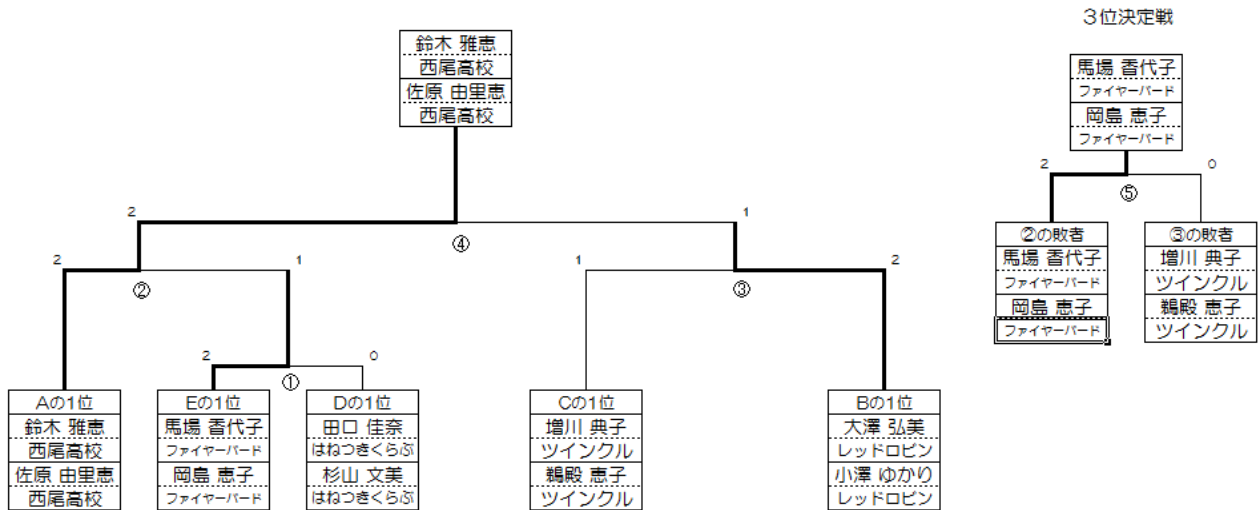 3位決定戦
鈴木 雅恵
西尾高校
佐原 由里恵
西尾高校
馬場 香代子
ファイヤーバード
岡島 恵子
ファイヤーバード
2
0
⑤
2
1
④
②の敗者
馬場 香代子
ファイヤーバード
岡島 恵子
ファイヤーバード
③の敗者
増川 典子
ツインクル
鵜殿 恵子
ツインクル
2
1
②
1
2
③
2
0
①
Aの1位
鈴木 雅恵
西尾高校
佐原 由里恵
西尾高校
Eの1位
馬場 香代子
ファイヤーバード
岡島 恵子
ファイヤーバード
Dの1位
田口 佳奈
はねつきくらぶ
杉山 文美
はねつきくらぶ
Cの1位
増川 典子
ツインクル
鵜殿 恵子
ツインクル
Bの1位
大澤 弘美
レッドロビン
小澤 ゆかり
レッドロビン